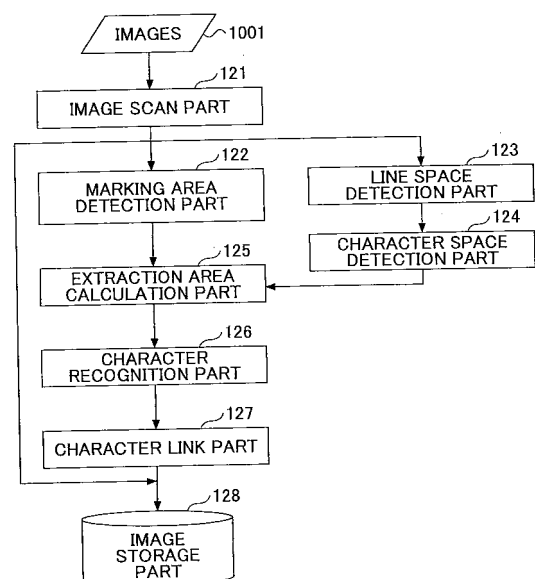 IMAGES
1001
121
IMAGE SCAN PART
122
MARKING AREA
DETECTION PART
123
LINE SPACE
DETECTION PART
124
CHARACTER SPACE
DETECTION PART
125
EXTRACTION AREA
CALCULATION PART
126
CHARACTER
RECOGNITION PART
127
CHARACTER LINK PART
128
IMAGE
STORAGE
PART